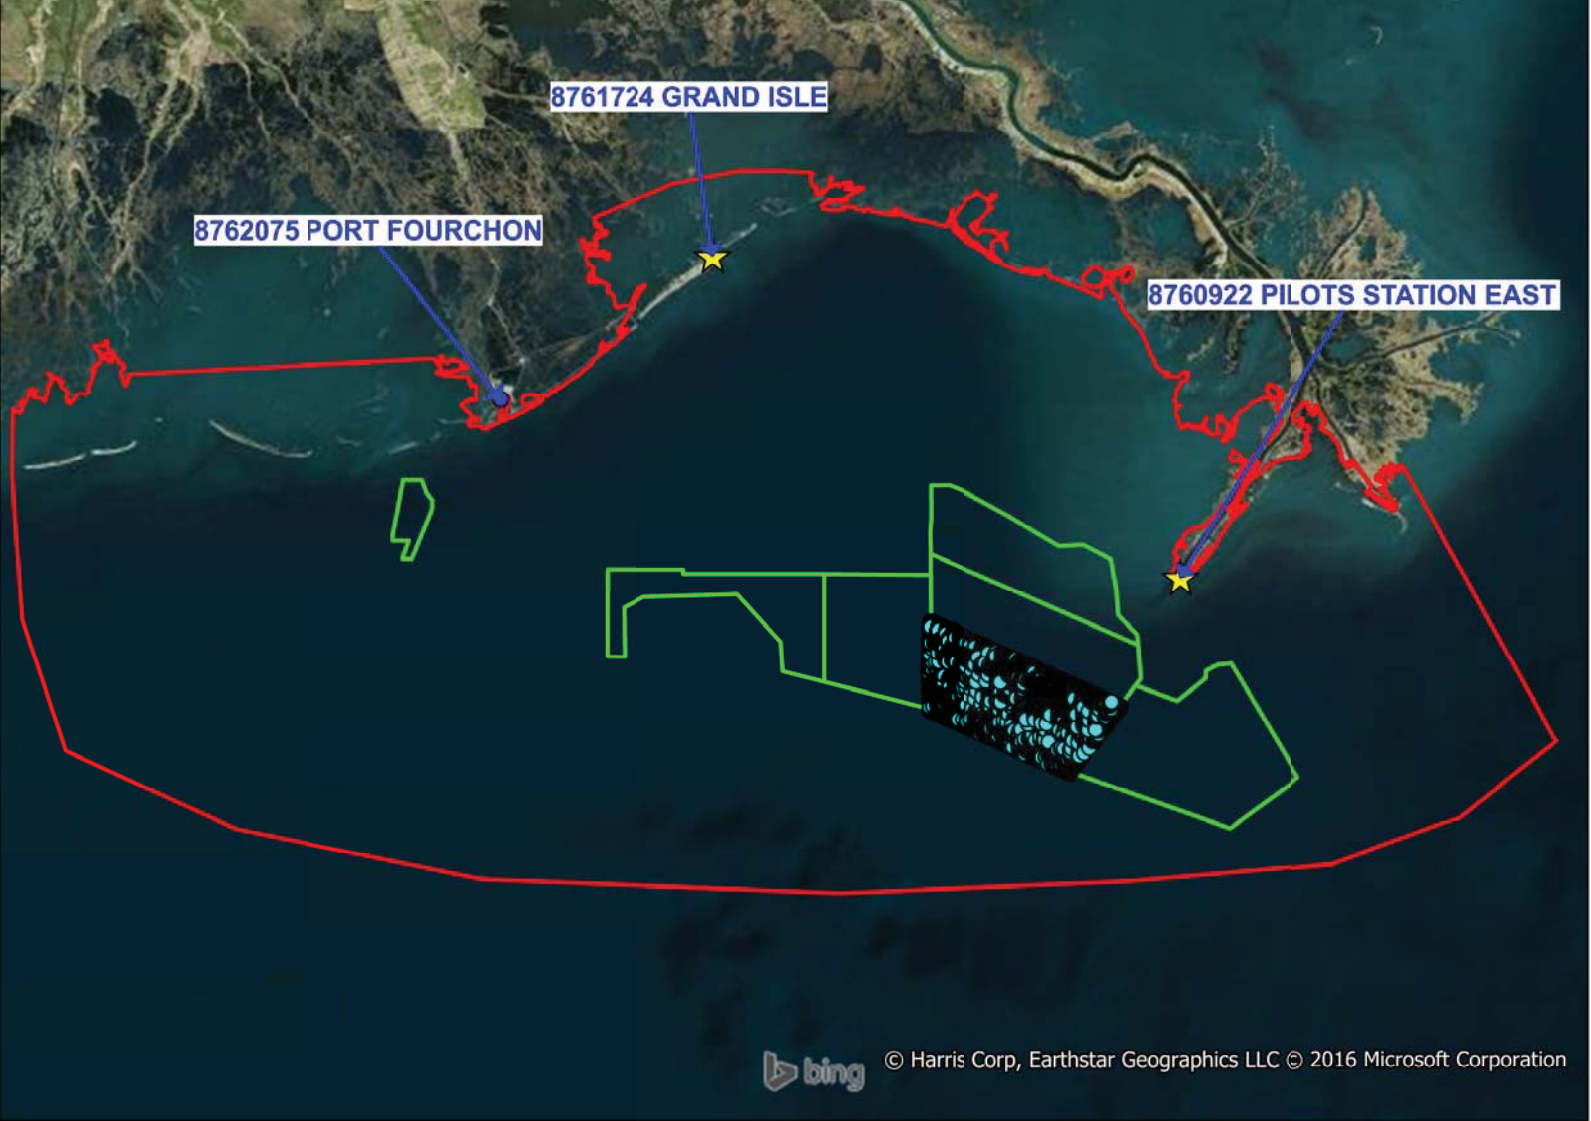 8761724 GRAND ISLE
8762075 PORT FOURCHON
8760922 PILOTS STATION EAST
bing
© Harris Corp, Earthstar Geographics LLC © 2016 Microsoft Corporation